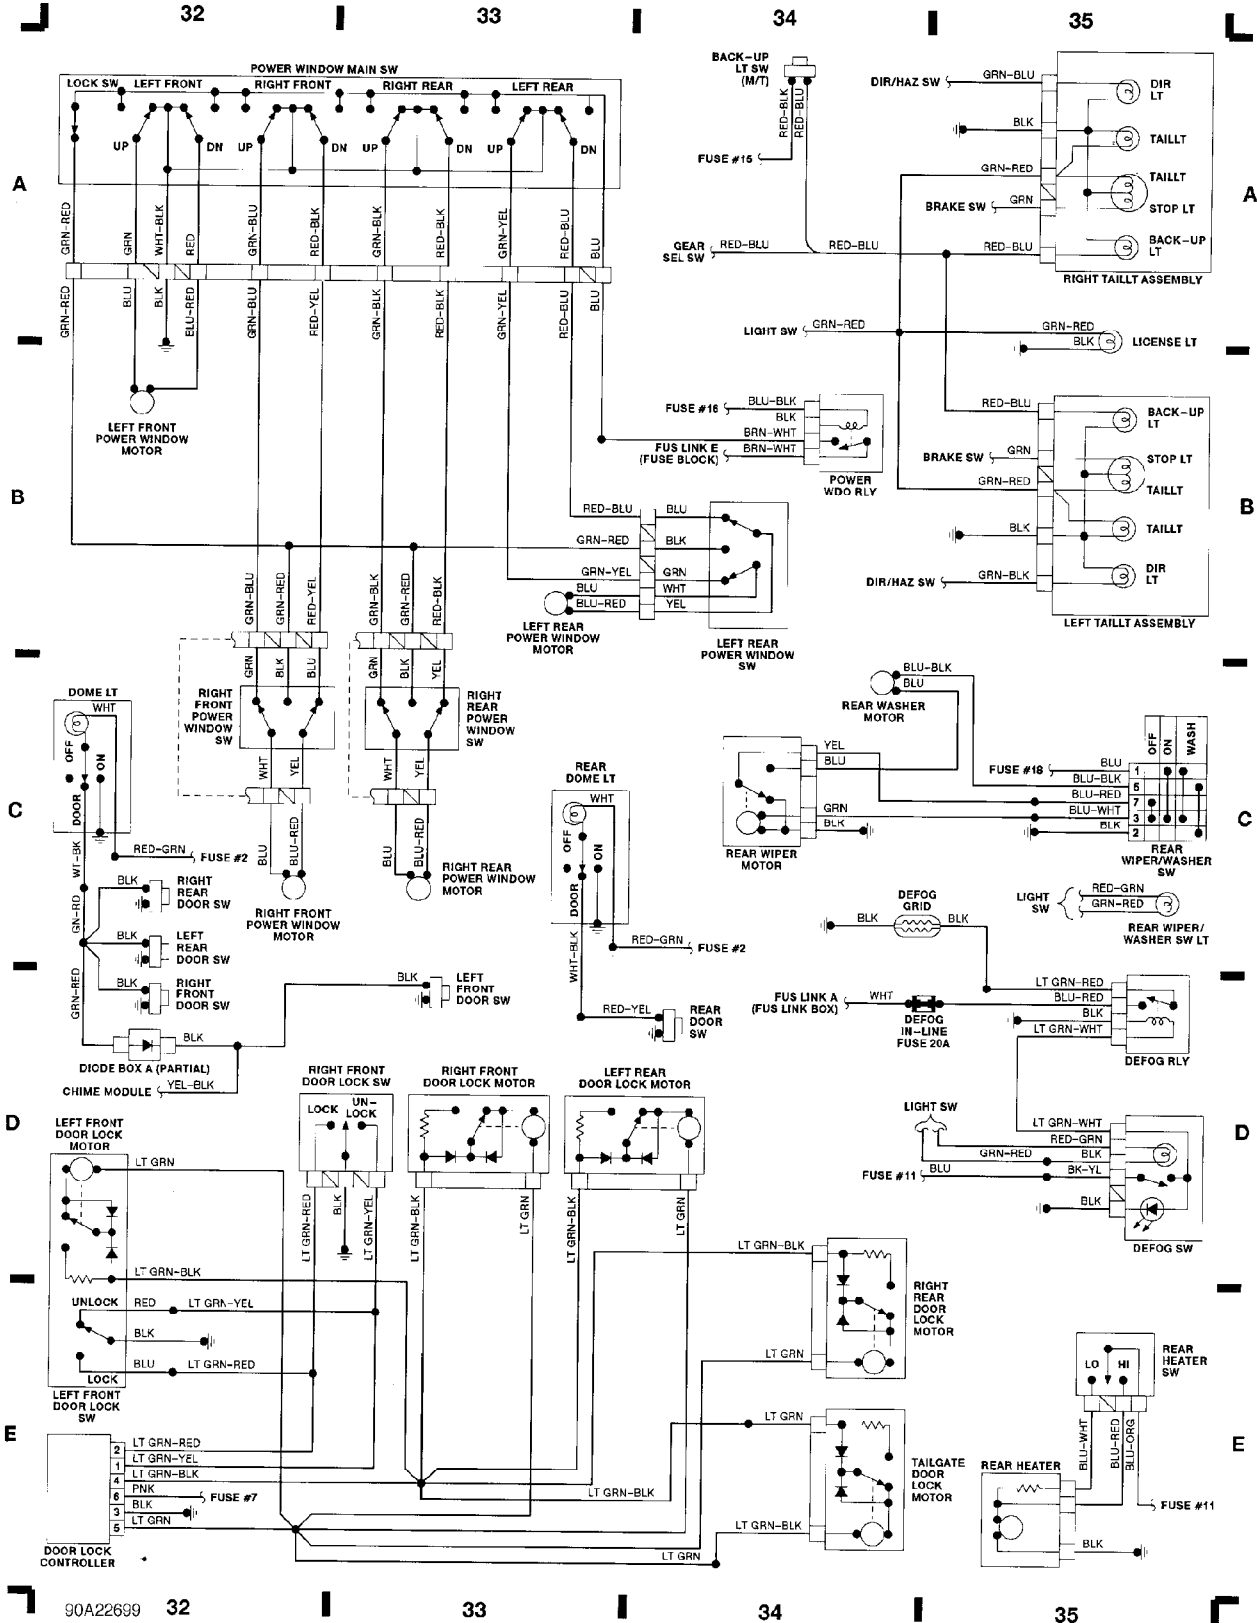 32 33 34 35
POWER WINDOW MAIN SW
LOCK SW LEFT FRONT RIGHT FRONT RIGHT REAR LEFT REAR
UP DN UP DN UP DN UP DN
A
GRN-RED GRN WHT-BLK RED GRN-BLU RED-BLK GRN-BLK RED-BLK GRN-YEL RED-BLU BLU
GRN-RED BLU BLK BLU-RED GRN-BLU RED-YEL GRN-BLK RED-BLK GRN-YEL RED-BLU BLU
LEFT FRONT
POWER WINDOW
MOTOR
BACK-UP
LT SW
(M/T)
RED-BLK
RED-BLU
FUSE #15
GEAR
SEL SW
RED-BLU RED-BLU RED-BLU
DIR/HAZ SW GRN-BLU
BLK
GRN-RED
BRAKE SW GRN
DIR
LT
TAILLT
TAILLT
STOP LT
BACK-UP
LT
RIGHT TAILLT ASSEMBLY
A
LIGHT SW GRN-RED GRN-RED
BLK LICENSE LT
FUSE #16 BLU-BLK
BLK
BRN-WHT
FUS LINK E
(FUSE BLOCK)
BRN-WHT
POWER
WDO RLY
RED-BLU
BRAKE SW GRN
GRN-RED
BLK
DIR/HAZ SW GRN-BLK
BACK-UP
LT
STOP LT
TAILLT
TAILLT
DIR
LT
LEFT TAILLT ASSEMBLY
B
B
RED-BLU BLU
GRN-RED BLK
GRN-YEL GRN
BLU WHT
BLU-RED YEL
LEFT REAR
POWER WINDOW
MOTOR
LEFT REAR
POWER WINDOW
SW
GRN-BLU GRN-RED RED-YEL GRN-BLK GRN-RED RED-BLK
GRN BLK BLU GRN BLK YEL
RIGHT
FRONT
POWER
WINDOW
SW
RIGHT
REAR
POWER
WINDOW
SW
WHT YEL WHT YEL
BLU BLU-RED BLU BLU-RED
RIGHT FRONT
POWER WINDOW
MOTOR
RIGHT REAR
POWER WINDOW
MOTOR
DOME LT
WHT
OFF ON
DOOR
C
RED-GRN FUSE #2
WT-BK
GN-RD
GRN-RED
BLK RIGHT
REAR
DOOR SW
BLK LEFT
REAR
DOOR SW
BLK RIGHT
FRONT
DOOR SW
BLK LEFT
FRONT
DOOR SW
BLK
DIODE BOX A (PARTIAL)
CHIME MODULE YEL-BLK
REAR
DOME LT
WHT
OFF ON
DOOR
RED-GRN FUSE #2
WHT-BLK
RED-YEL REAR
DOOR
SW
BLU-BLK
BLU
REAR WASHER
MOTOR
YEL
BLU
GRN
BLK
REAR WIPER
MOTOR
OFF ON WASH
FUSE #18 BLU 1
BLU-BLK 5
BLU-RED 7
BLU-WHT 3
BLK 2
REAR
WIPER/WASHER
SW
C
LIGHT
SW
RED-GRN
GRN-RED
REAR WIPER/
WASHER SW LT
DEFOG
GRID
BLK BLK
FUS LINK A
(FUS LINK BOX)
WHT
DEFOG
IN-LINE
FUSE 20A
LT GRN-RED
BLU-RED
BLK
LT GRN-WHT
DEFOG RLY
LIGHT SW
LT GRN-WHT
RED-GRN
GRN-RED BLK
FUSE #11 BLU BK-YL
BLK
DEFOG SW
D
D
LEFT FRONT
DOOR LOCK
MOTOR
LT GRN
LT GRN-BLK
RIGHT FRONT
DOOR LOCK SW
LOCK UN-
LOCK
RIGHT FRONT
DOOR LOCK MOTOR
LEFT REAR
DOOR LOCK MOTOR
LT GRN-RED BLK LT GRN-YEL LT GRN-BLK LT GRN LT GRN-BLK LT GRN
UNLOCK RED LT GRN-YEL
BLK
BLU LT GRN-RED
LOCK
LEFT FRONT
DOOR LOCK
SW
LT GRN-BLK
LT GRN
RIGHT
REAR
DOOR
LOCK
MOTOR
LT GRN
LT GRN-BLK
LT GRN-BLK
LT GRN
TAILGATE
DOOR
LOCK
MOTOR
E
2 LT GRN-RED
1 LT GRN-YEL
4 LT GRN-BLK
6 PNK FUSE #7
3 BLK
5 LT GRN
DOOR LOCK
CONTROLLER
REAR
HEATER
SW
LO HI
BLU-WHT BLU-RED BLU-ORG
REAR HEATER
FUSE #11
BLK
E
90A22699 32 33 34 35